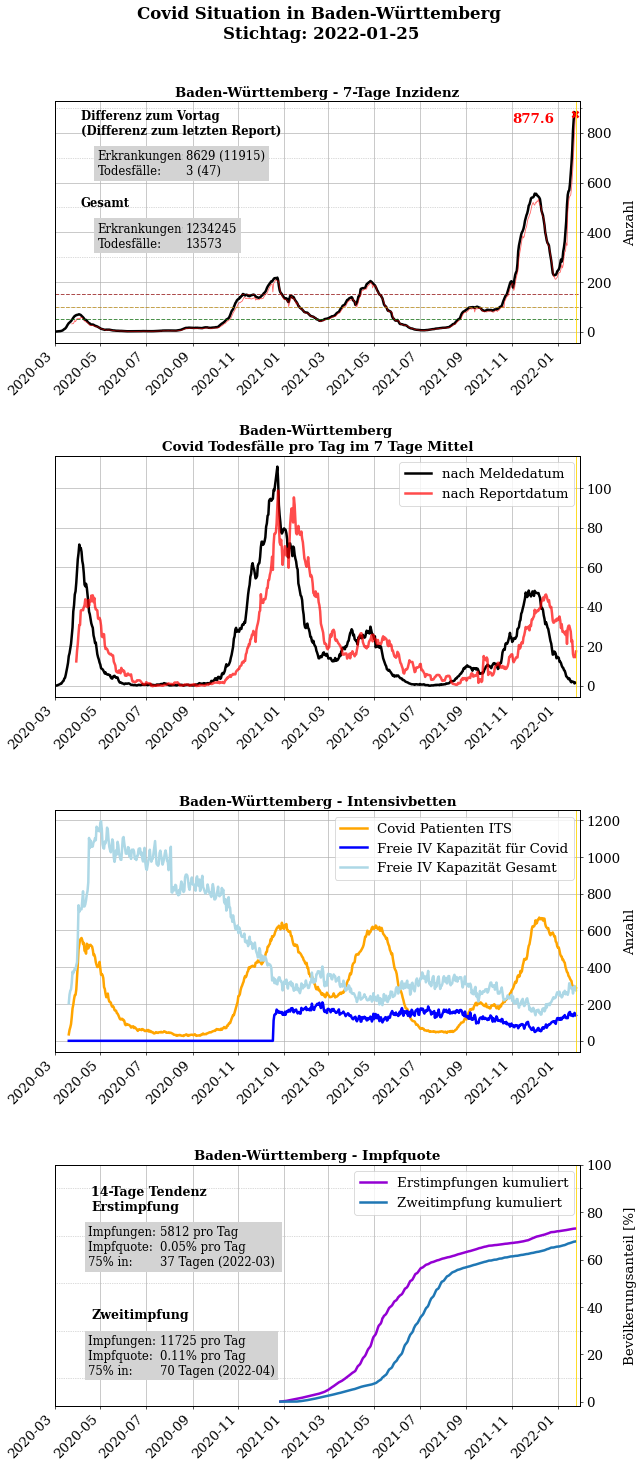 Covid Situation in Baden-Württemberg
Stichtag: 2022-01-25
Baden-Württemberg - 7-Tage Inzidenz
Differenz zum Vortag
(Differenz zum letzten Report)
Erkrankungen 8629 (11915)
Todesfälle: 3 (47)
Gesamt
Erkrankungen 1234245
Todesfälle: 13573
877.6
8
800
600
400
200
0
Anzahl
2020-03
2020-05
2020-07
2020-09
2020-11
2021-01
2021-03
2021-05
2021-07
2021-09
2021-11
2022-01
Baden-Württemberg
Covid Todesfälle pro Tag im 7 Tage Mittel
nach Meldedatum
nach Reportdatum
100
80
60
40
20
0
2020-03
2020-05
2020-07
2020-09
2020-11
2021-01
2021-03
2021-05
2021-07
2021-09
2021-11
2022-01
Baden-Württemberg - Intensivbetten
Covid Patienten ITS
Freie IV Kapazität für Covid
Freie IV Kapazität Gesamt
1200
1000
800
600
400
200
0
Anzahl
2020-03
2020-05
2020-07
2020-09
2020-11
2021-01
2021-03
2021-05
2021-07
2021-09
2021-11
2022-01
Baden-Württemberg - Impfquote
14-Tage Tendenz
Erstimpfung
Impfungen: 5812 pro Tag
Impfquote: 0.05% pro Tag
75% in: 37 Tagen (2022-03)
Zweitimpfung
Impfungen: 11725 pro Tag
Impfquote: 0.11% pro Tag
75% in: 70 Tagen (2022-04)
Erstimpfungen kumuliert
Zweitimpfung kumuliert
100
80
60
40
20
0
Bevölkerungsanteil [%]
2020-03
2020-05
2020-07
2020-09
2020-11
2021-01
2021-03
2021-05
2021-07
2021-09
2021-11
2022-01